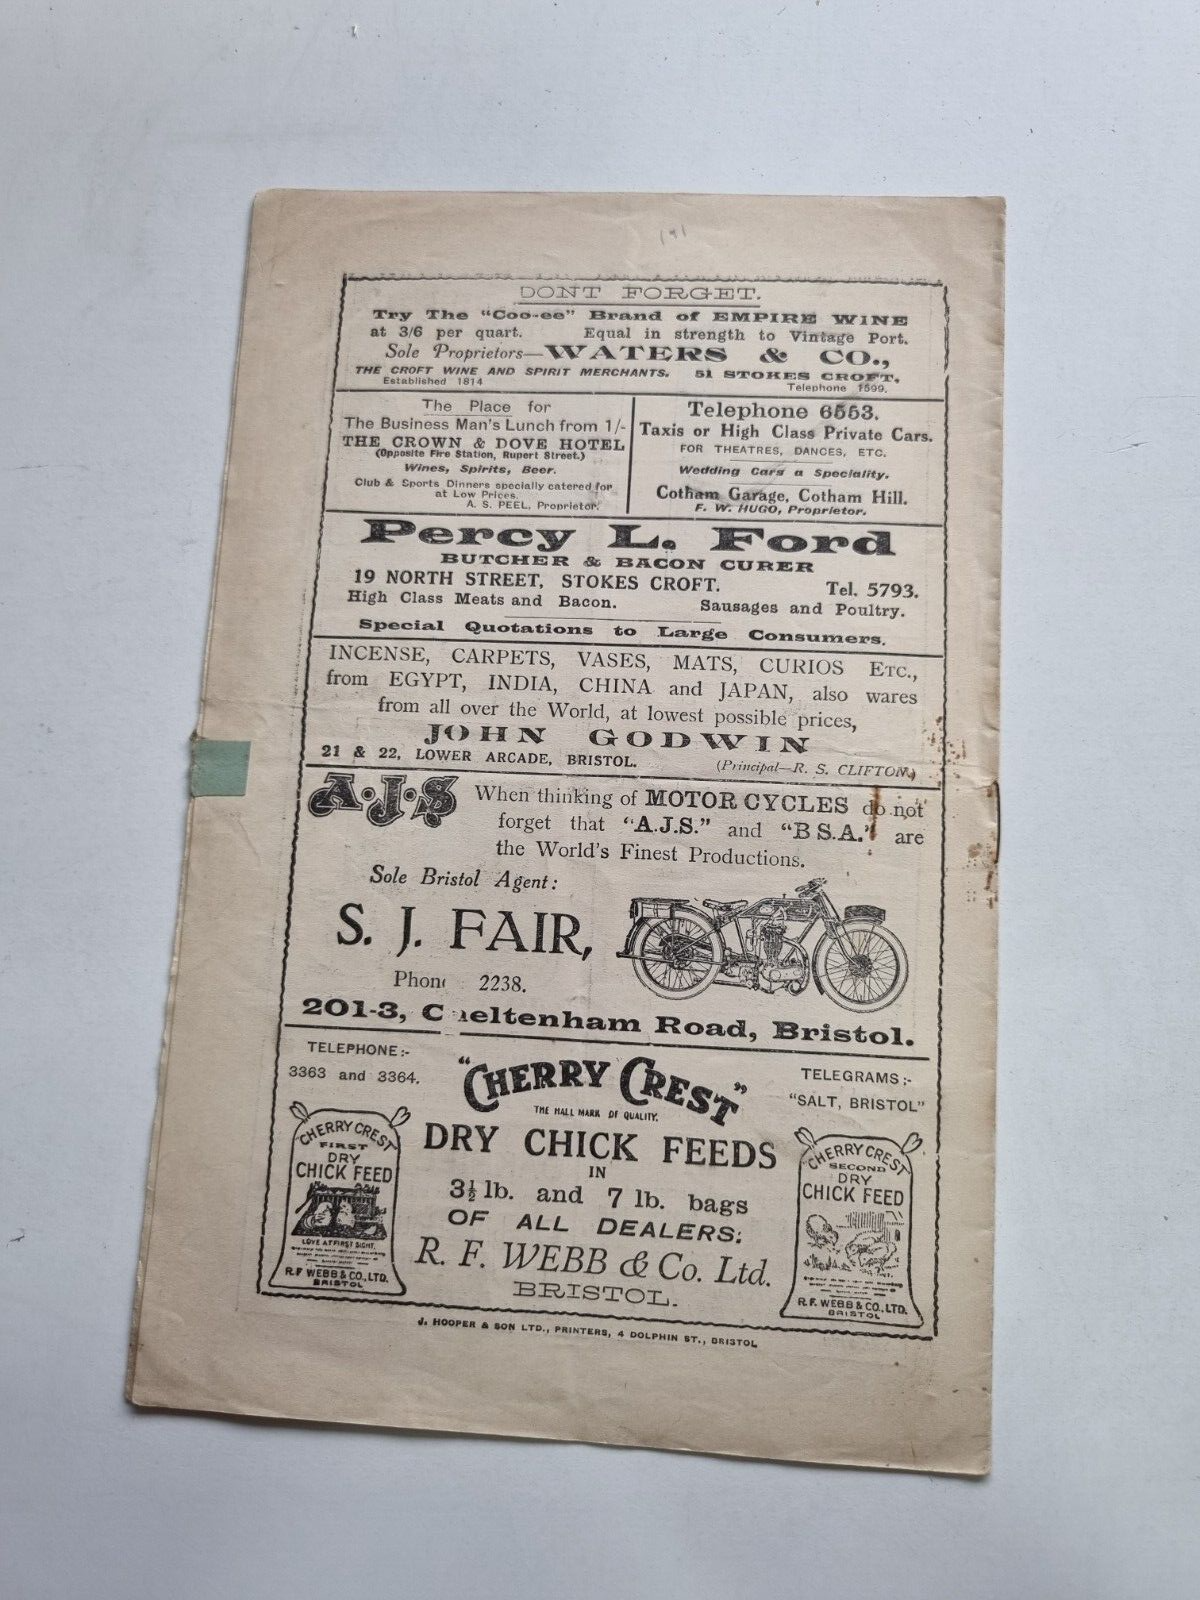 191
DONT FORGET.
Try The "Coo-ee" Brand of EMPIRE WINE
at 3/6 per quart. Equal in strength to Vintage Port.
Sole Proprietors—WATERS & CO.,
THE CROFT WINE AND SPIRIT MERCHANTS. 51 STOKES CROFT.
Established 1814 Telephone 1599.
The Place for
The Business Man's Lunch from 1/-
THE CROWN & DOVE HOTEL
(Opposite Fire Station, Rupert Street.)
Wines, Spirits, Beer.
Club & Sports Dinners specially catered for
at Low Prices.
A. S. PEEL, Proprietor.
Telephone 6553.
Taxis or High Class Private Cars.
FOR THEATRES, DANCES, ETC.
Wedding Cars a Speciality.
Cotham Garage, Cotham Hill.
F. W. HUGO, Proprietor.
Percy L. Ford
BUTCHER & BACON CURER
19 NORTH STREET, STOKES CROFT. Tel. 5793.
High Class Meats and Bacon. Sausages and Poultry.
Special Quotations to Large Consumers.
INCENSE, CARPETS, VASES, MATS, CURIOS ETC.,
from EGYPT, INDIA, CHINA and JAPAN, also wares
from all over the World, at lowest possible prices,
JOHN GODWIN
21 & 22, LOWER ARCADE, BRISTOL. (Principal—R. S. CLIFTON.)
A.J.S
When thinking of MOTOR CYCLES do not
forget that "A.J.S." and "B S.A." are
the World's Finest Productions.
Sole Bristol Agent:
S. J. FAIR,
Phon 2238.
201-3, C eltenham Road, Bristol.
TELEPHONE:-
3363 and 3364.
"CHERRY CREST"
THE HALL MARK OF QUALITY.
TELEGRAMS:-
"SALT, BRISTOL"
DRY CHICK FEEDS
IN
3½ lb. and 7 lb. bags
OF ALL DEALERS:
R. F. WEBB & Co. Ltd.
BRISTOL.
CHERRY CREST
FIRST
DRY
CHICK FEED
LOVE AT FIRST SIGHT.
R.F WEBB & CO., LTD.
BRISTOL
CHERRY CREST
SECOND
DRY
CHICK FEED
R.F. WEBB & CO., LTD.
BRISTOL
J. HOOPER & SON LTD., PRINTERS, 4 DOLPHIN ST., BRISTOL